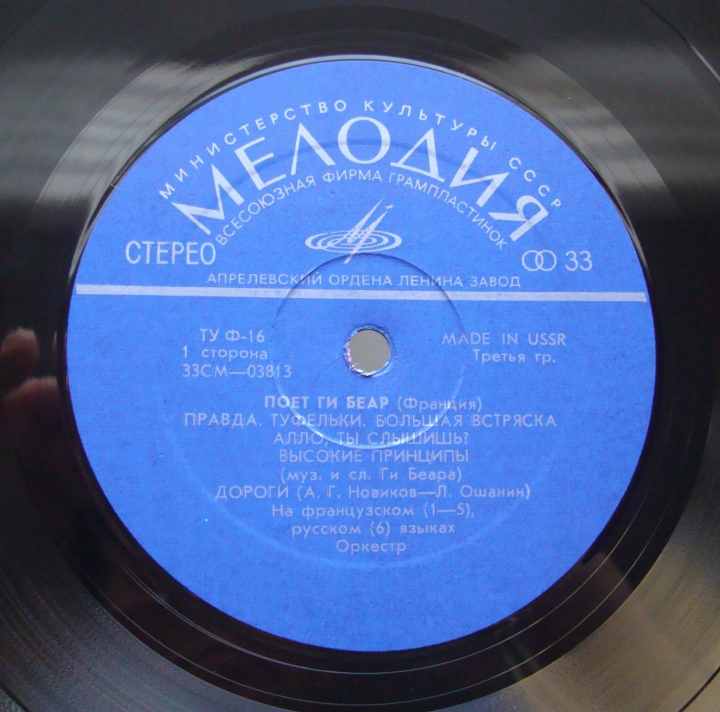 МИНИСТЕРСТВО КУЛЬТУРЫ СССР
МЕЛОДИЯ
ВСЕСОЮЗНАЯ ФИРМА ГРАМПЛАСТИНОК
СТЕРЕО
33
АПРЕЛЕВСКИЙ ОРДЕНА ЛЕНИНА ЗАВОД
ТУ Ф-16
MADE IN USSR
1 сторона
Третья гр.
33СМ—03813
ПОЕТ ГИ БЕАР (Франция)
ПРАВДА. ТУФЕЛЬКИ. БОЛЬШАЯ ВСТРЯСКА
АЛЛО, ТЫ СЛЫШИШЬ?
ВЫСОКИЕ ПРИНЦИПЫ
(муз. и сл. Ги Беара)
ДОРОГИ (А. Г. Новиков—Л. Ошанин)
На французском (1—5),
русском (6) языках
Оркестр